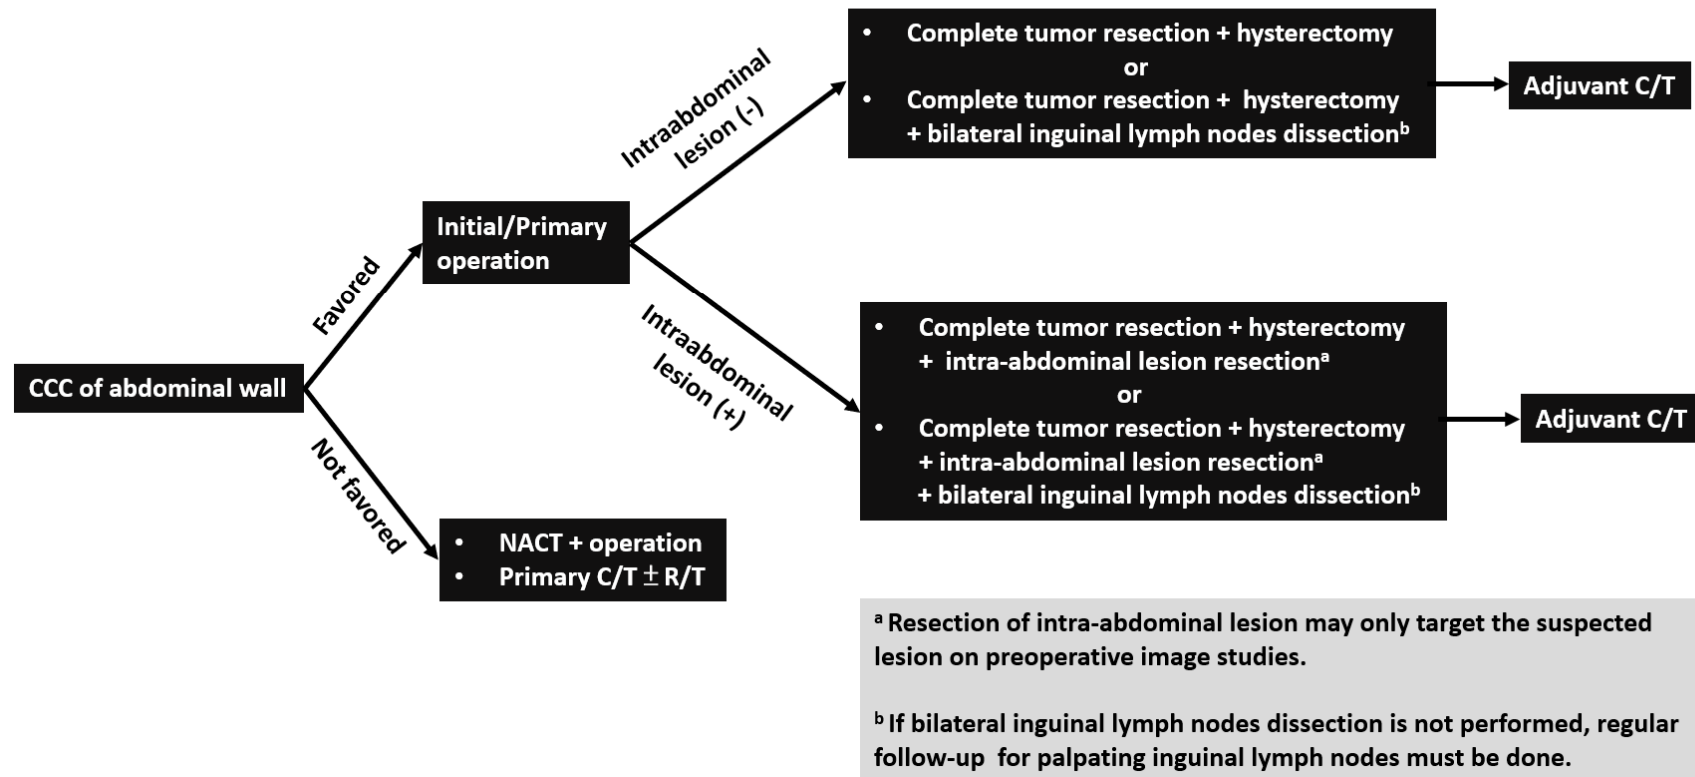 CCC of abdominal wall
Favored
Not favored
Initial/Primary
operation
• NACT + operation
• Primary C/T ± R/T
Intraabdominal
lesion (-)
Intraabdominal
lesion (+)
• Complete tumor resection + hysterectomy
or
• Complete tumor resection + hysterectomy
+ bilateral inguinal lymph nodes dissectionᵇ
Adjuvant C/T
• Complete tumor resection + hysterectomy
+ intra-abdominal lesion resectionᵃ
or
• Complete tumor resection + hysterectomy
+ intra-abdominal lesion resectionᵃ
+ bilateral inguinal lymph nodes dissectionᵇ
Adjuvant C/T
ᵃ Resection of intra-abdominal lesion may only target the suspected
lesion on preoperative image studies.
ᵇ If bilateral inguinal lymph nodes dissection is not performed, regular
follow-up for palpating inguinal lymph nodes must be done.